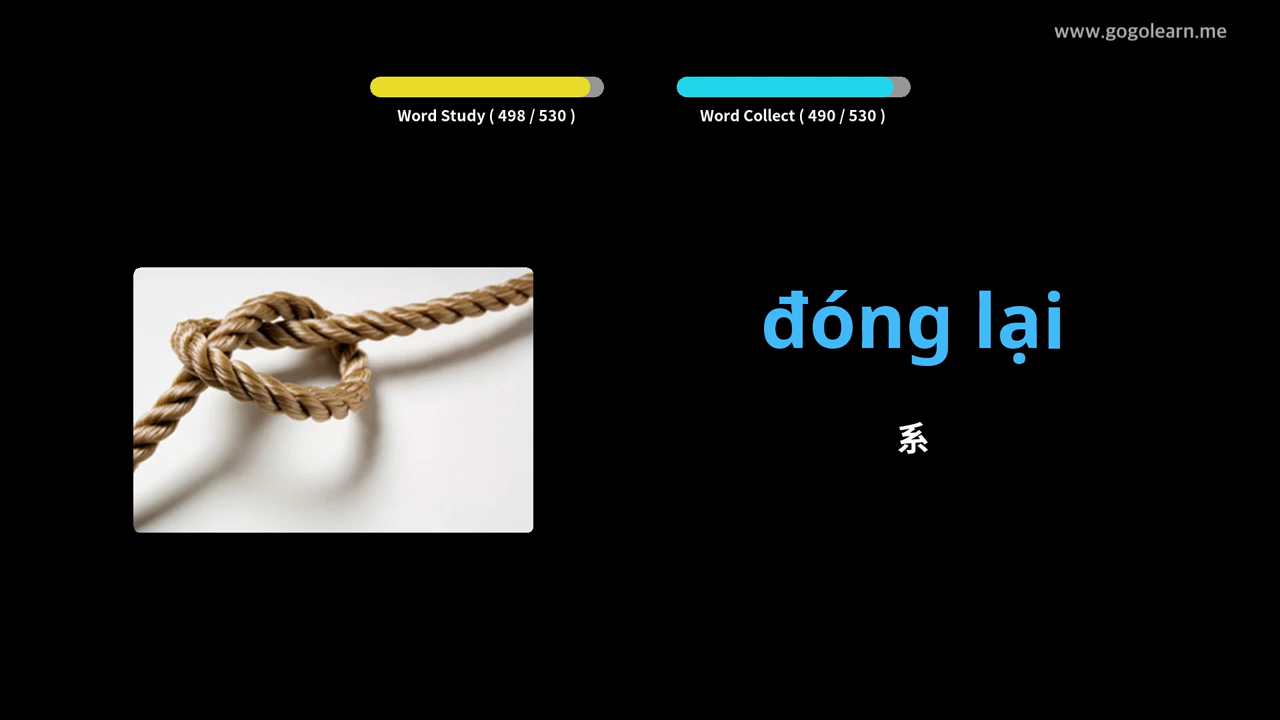 www.gogolearn.me
Word Study ( 498 / 530 )
Word Collect ( 490 / 530 )
đóng lại
系